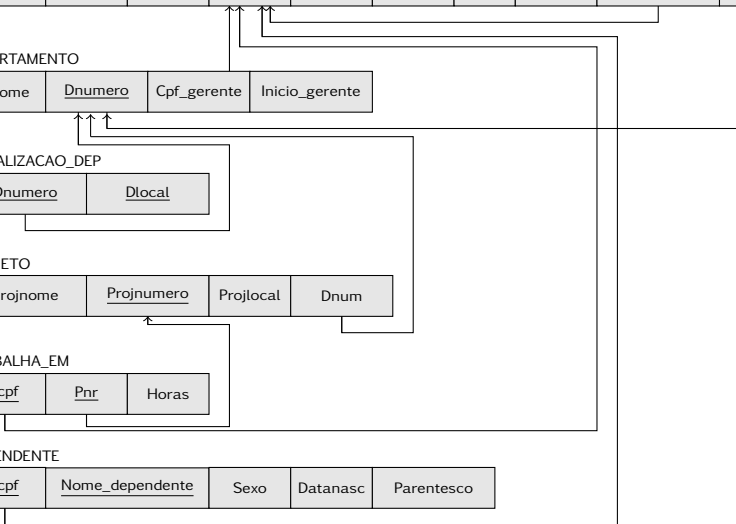 RTAMENTO
ome Dnumero Cpf_gerente Inicio_gerente
ALIZACAO_DEP
Dnumero Dlocal
ETO
rojnome Projnumero Projlocal Dnum
BALHA_EM
cpf Pnr Horas
ENDENTE
cpf Nome_dependente Sexo Datanasc Parentesco